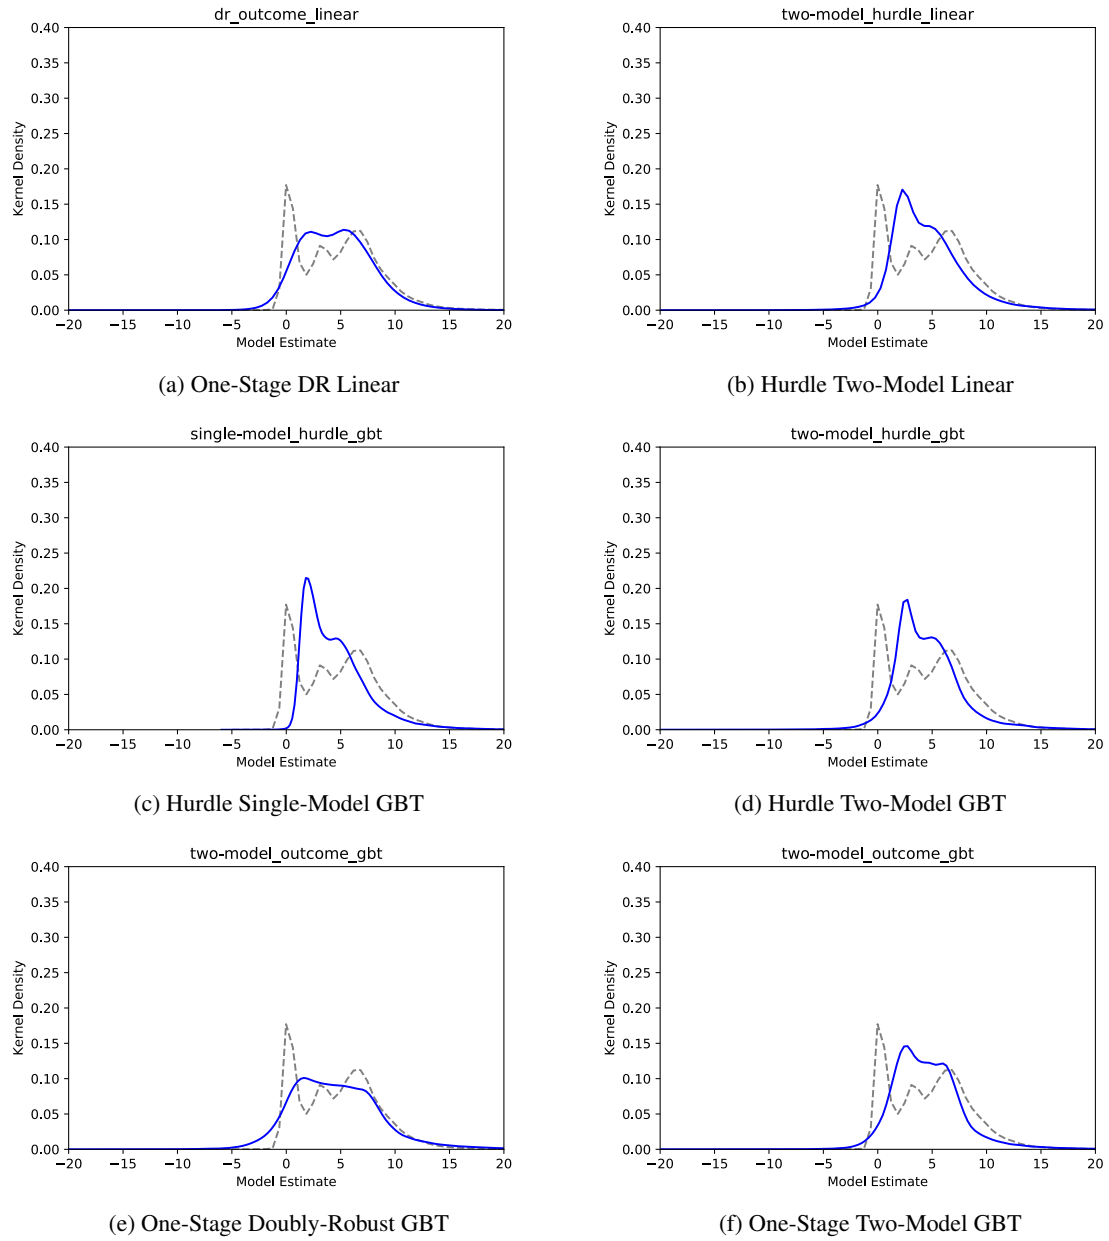 dr_outcome_linear
0.40
0.35
0.30
0.25
0.20
0.15
0.10
0.05
0.00
Kernel Density
−20 −15 −10 −5 0 5 10 15 20
Model Estimate
(a) One-Stage DR Linear
two-model_hurdle_linear
0.40
0.35
0.30
0.25
0.20
0.15
0.10
0.05
0.00
Kernel Density
−20 −15 −10 −5 0 5 10 15 20
Model Estimate
(b) Hurdle Two-Model Linear
single-model_hurdle_gbt
0.40
0.35
0.30
0.25
0.20
0.15
0.10
0.05
0.00
Kernel Density
−20 −15 −10 −5 0 5 10 15 20
Model Estimate
(c) Hurdle Single-Model GBT
two-model_hurdle_gbt
0.40
0.35
0.30
0.25
0.20
0.15
0.10
0.05
0.00
Kernel Density
−20 −15 −10 −5 0 5 10 15 20
Model Estimate
(d) Hurdle Two-Model GBT
two-model_outcome_gbt
0.40
0.35
0.30
0.25
0.20
0.15
0.10
0.05
0.00
Kernel Density
−20 −15 −10 −5 0 5 10 15 20
Model Estimate
(e) One-Stage Doubly-Robust GBT
two-model_outcome_gbt
0.40
0.35
0.30
0.25
0.20
0.15
0.10
0.05
0.00
Kernel Density
−20 −15 −10 −5 0 5 10 15 20
Model Estimate
(f) One-Stage Two-Model GBT